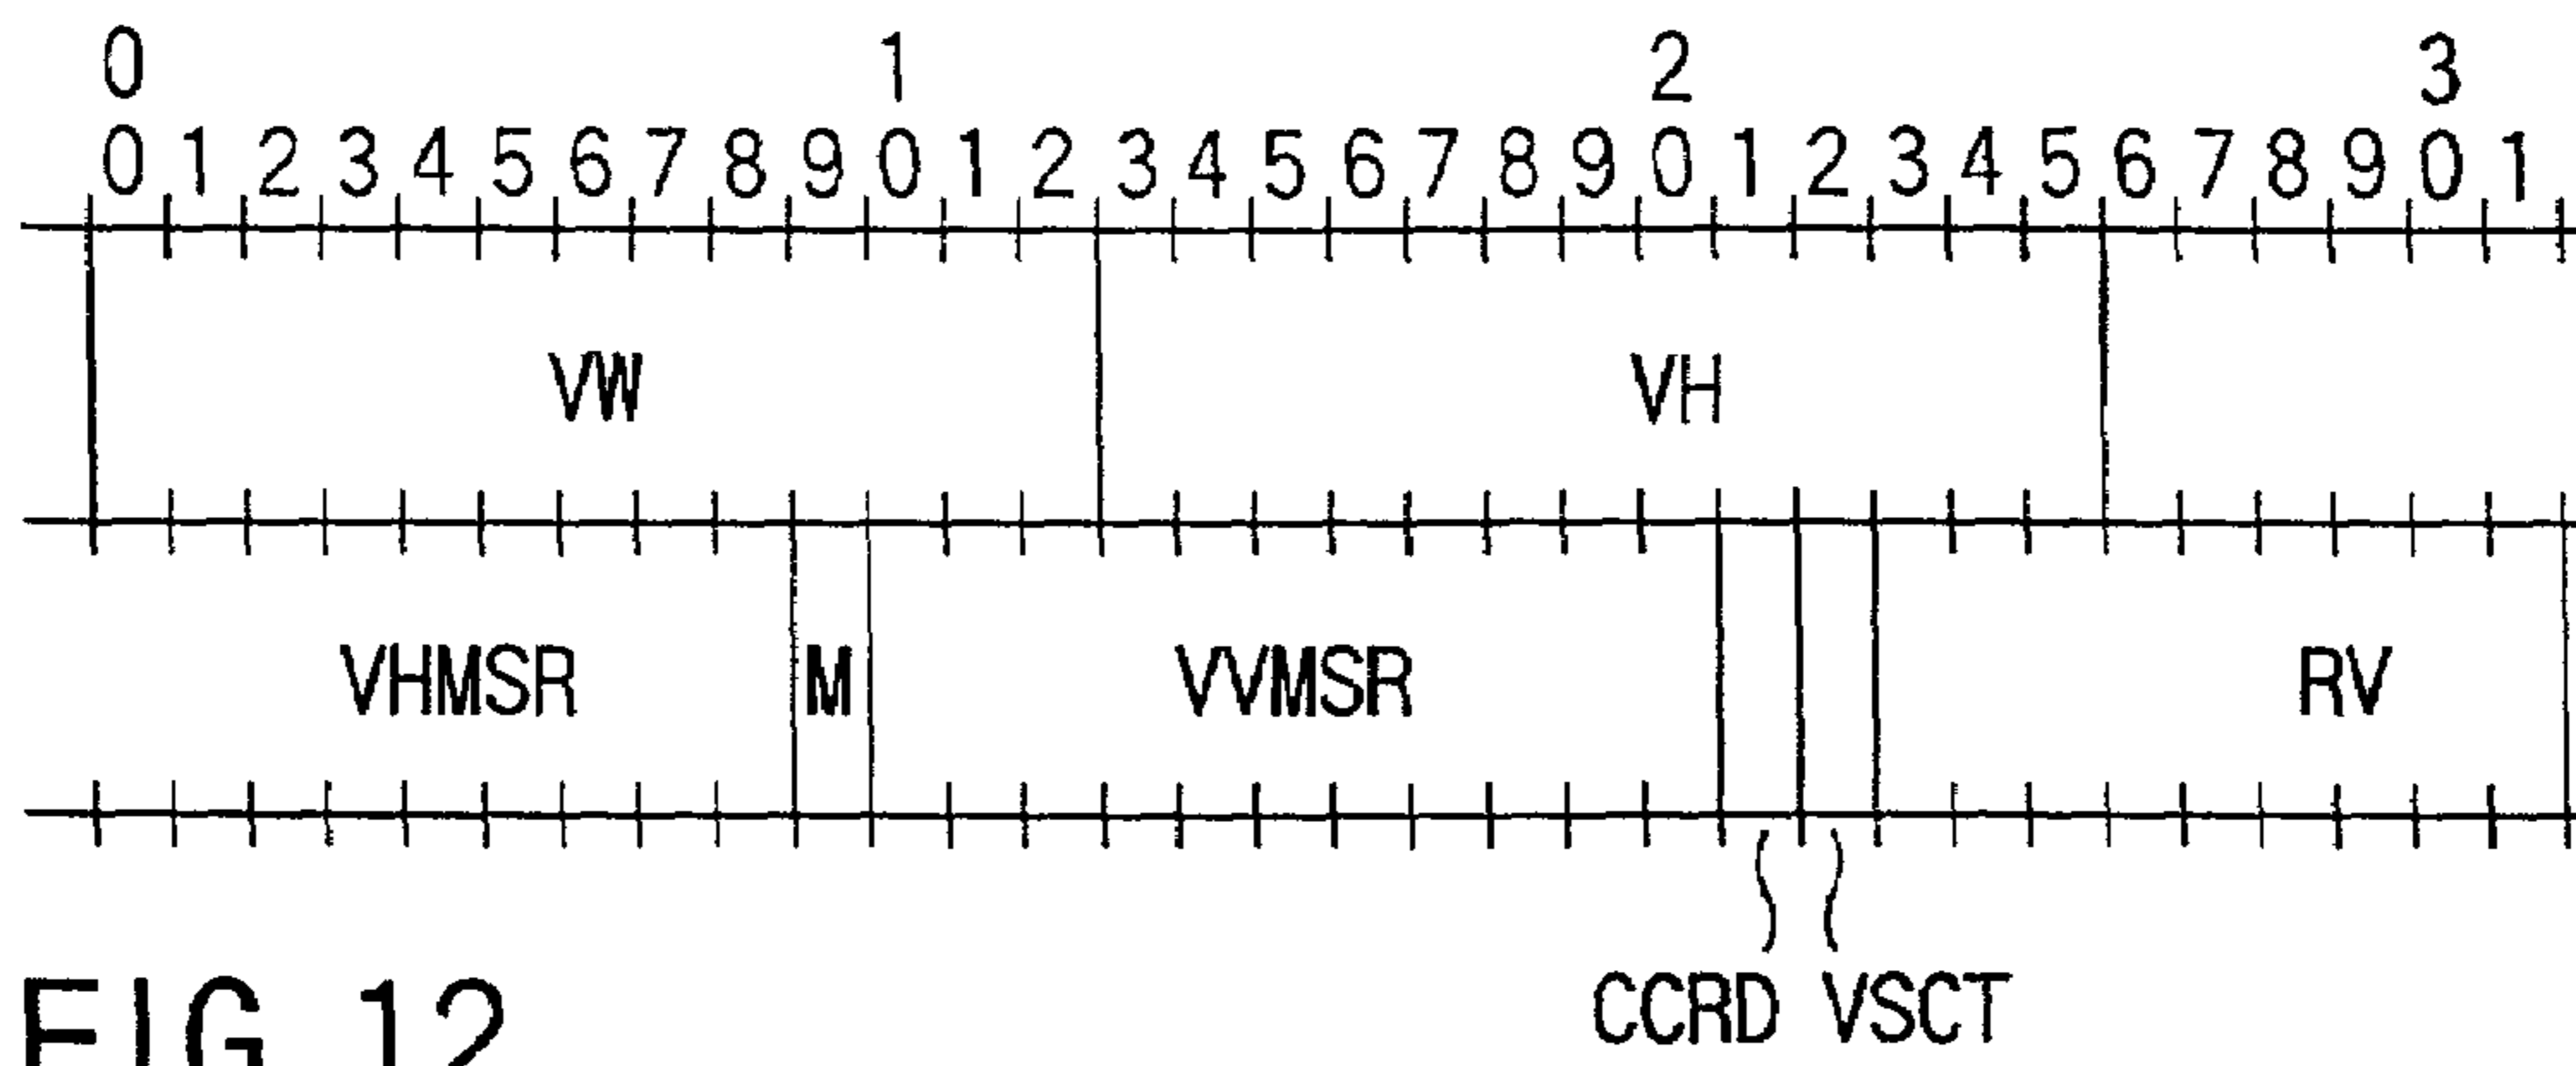 0 1 2 3
0 1 2 3 4 5 6 7 8 9 0 1 2 3 4 5 6 7 8 9 0 1 2 3 4 5 6 7 8 9 0 1
VW VH
VHMSR M VVMSR RV
CCRD VSCT
FIG. 12